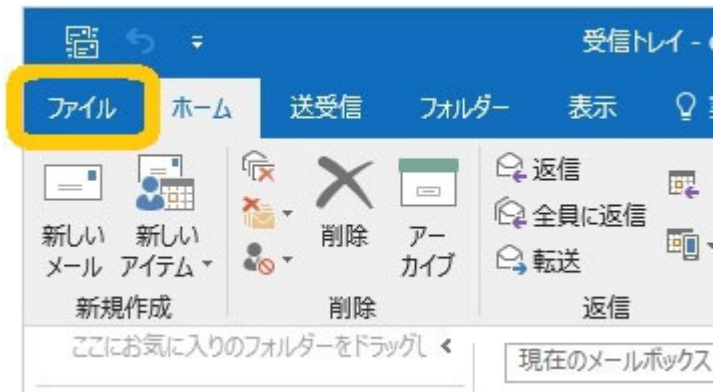 受信トレイ -
ファイル ホーム 送受信 フォルダー 表示
新しい
メール
新しい
アイテム
削除
アー
カイブ
返信
全員に返信
転送
新規作成 削除 返信
ここにお気に入りのフォルダーをドラッグし
現在のメールボックス